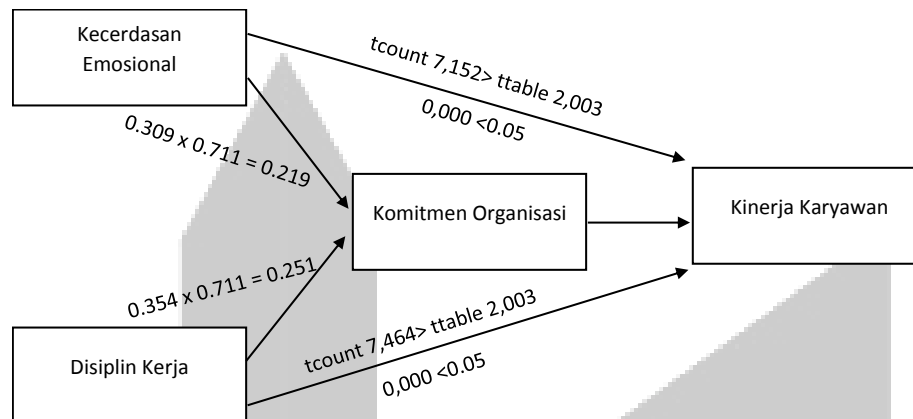 Kecerdasan
Emosional
tcount 7,152> ttable 2,003
0,000 <0.05
0.309 x 0.711 = 0.219
Komitmen Organisasi
Kinerja Karyawan
0.354 x 0.711 = 0.251
Disiplin Kerja
tcount 7,464> ttable 2,003
0,000 <0.05